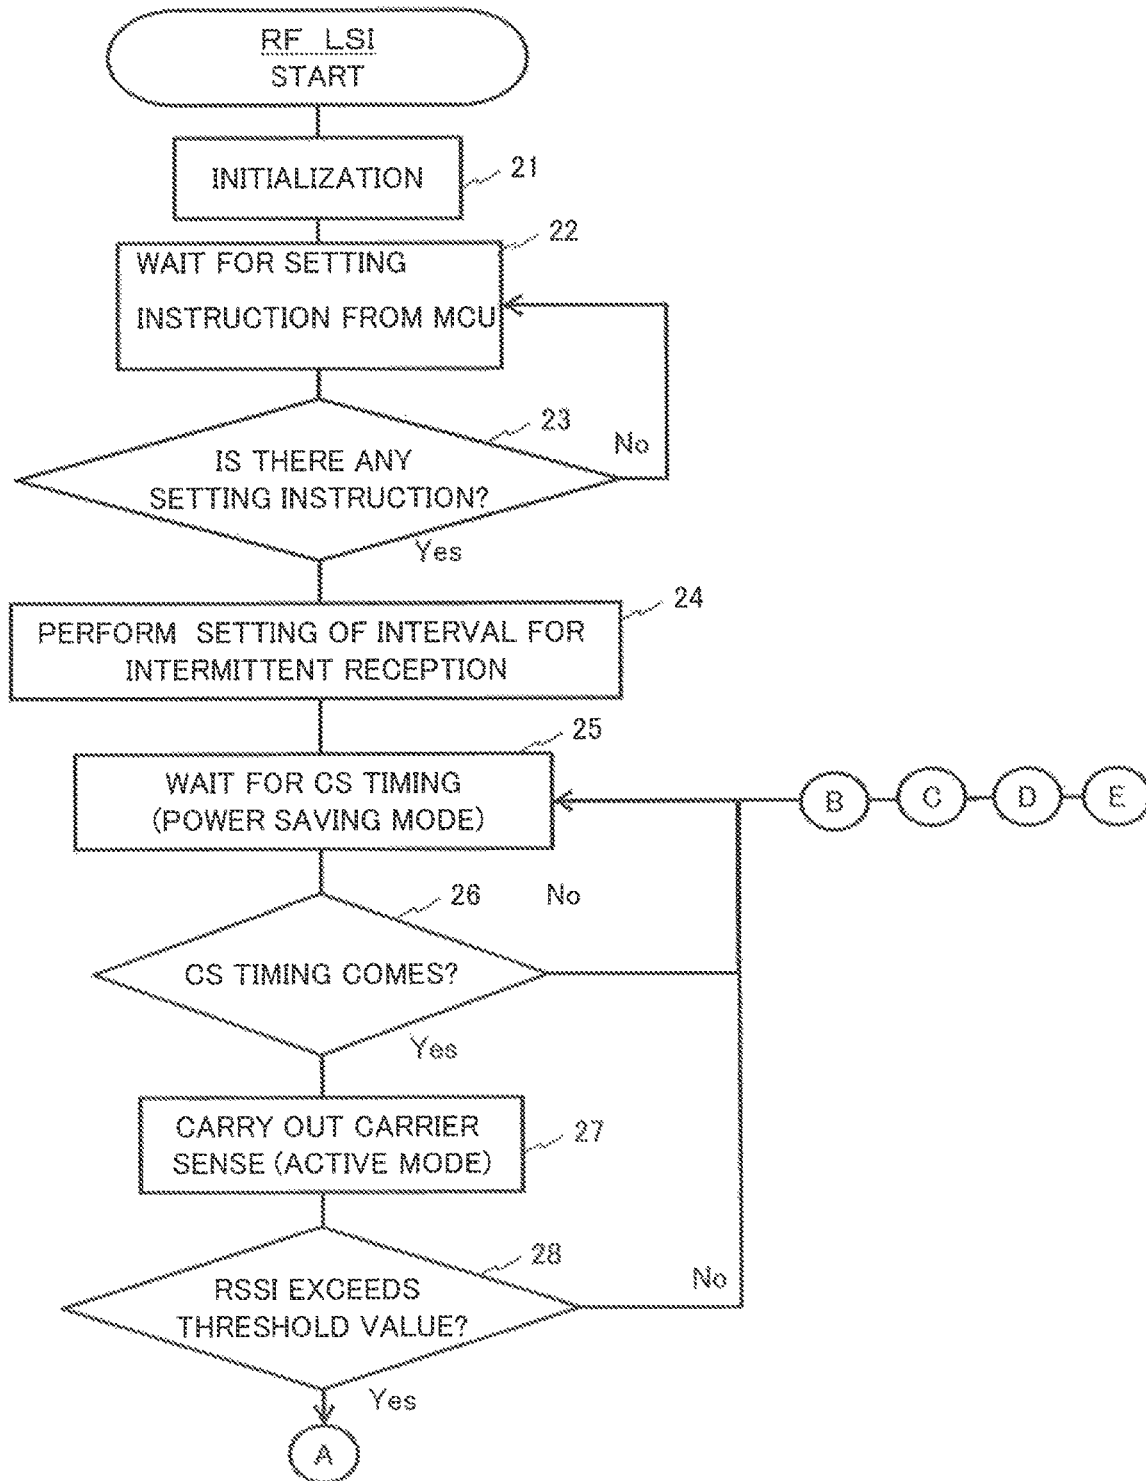 RF LSI
START
INITIALIZATION
21
22
WAIT FOR SETTING
INSTRUCTION FROM MCU
23
No
IS THERE ANY
SETTING INSTRUCTION?
Yes
24
PERFORM SETTING OF INTERVAL FOR
INTERMITTENT RECEPTION
25
WAIT FOR CS TIMING
(POWER SAVING MODE)
B
C
D
E
26
No
CS TIMING COMES?
Yes
CARRY OUT CARRIER
SENSE (ACTIVE MODE)
27
28
No
RSSI EXCEEDS
THRESHOLD VALUE?
Yes
A